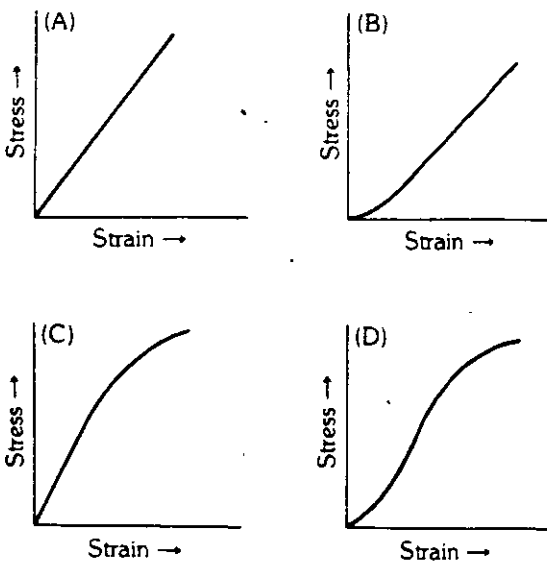 (A)
Stress →
Strain →
(B)
Stress →
Strain →
(C)
Stress →
Strain →
(D)
Stress →
Strain →